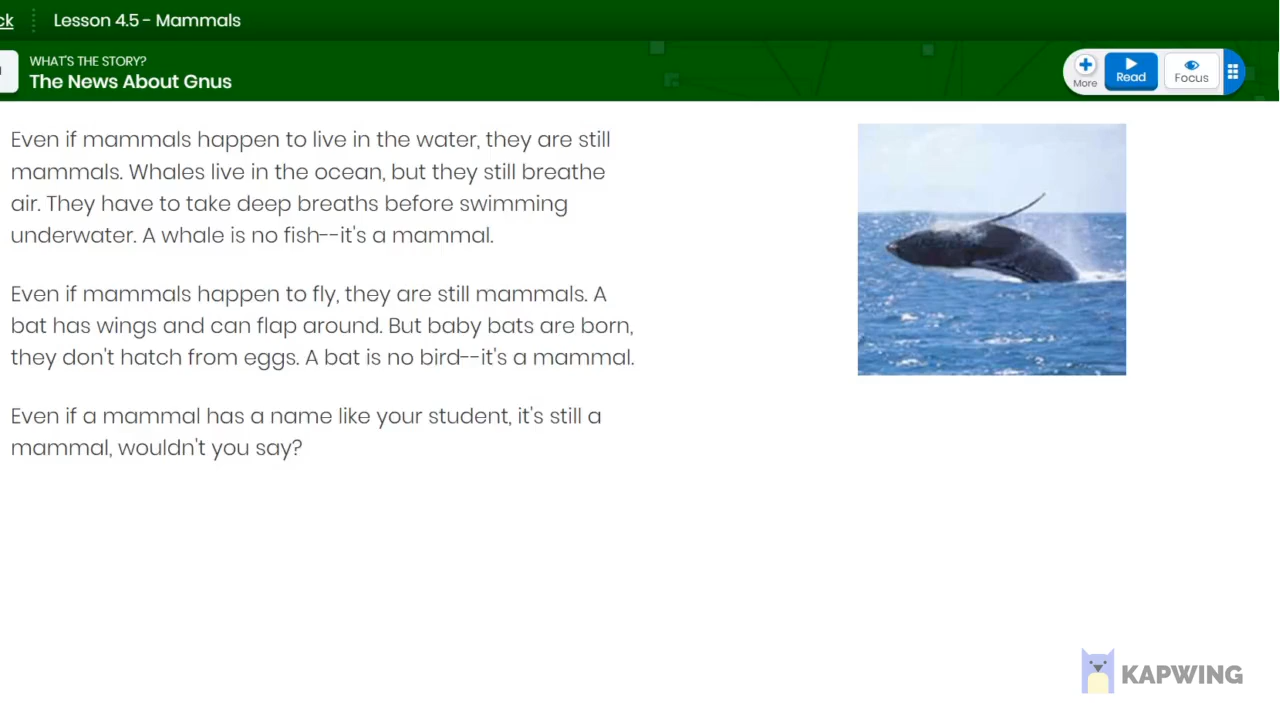 ck
Lesson 4.5 - Mammals
WHAT'S THE STORY?
The News About Gnus
More
Read
Focus
Even if mammals happen to live in the water, they are still
mammals. Whales live in the ocean, but they still breathe
air. They have to take deep breaths before swimming
underwater. A whale is no fish--it's a mammal.
Even if mammals happen to fly, they are still mammals. A
bat has wings and can flap around. But baby bats are born,
they don't hatch from eggs. A bat is no bird--it's a mammal.
Even if a mammal has a name like your student, it's still a
mammal, wouldn't you say?
KAPWING